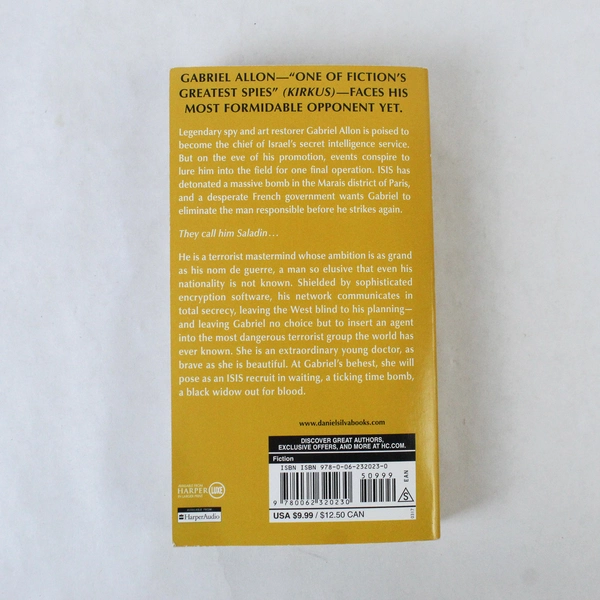 GABRIEL ALLON—“ONE OF FICTION’S
GREATEST SPIES” (KIRKUS)—FACES HIS
MOST FORMIDABLE OPPONENT YET.
Legendary spy and art restorer Gabriel Allon is poised to
become the chief of Israel’s secret intelligence service.
But on the eve of his promotion, events conspire to
lure him into the field for one final operation. ISIS has
detonated a massive bomb in the Marais district of Paris,
and a desperate French government wants Gabriel to
eliminate the man responsible before he strikes again.
They call him Saladin…
He is a terrorist mastermind whose ambition is as grand
as his nom de guerre, a man so elusive that even his
nationality is not known. Shielded by sophisticated
encryption software, his network communicates in
total secrecy, leaving the West blind to his planning—
and leaving Gabriel no choice but to insert an agent
into the most dangerous terrorist group the world has
ever known. She is an extraordinary young doctor, as
brave as she is beautiful. At Gabriel’s behest, she will
pose as an ISIS recruit in waiting, a ticking time bomb,
a black widow out for blood.
www.danielsilvabooks.com
DISCOVER GREAT AUTHORS,
EXCLUSIVE OFFERS, AND MORE AT HC.COM.
Fiction
ISBN ISBN 978-0-06-232023-0
50999
EAN
S
9 780062 320230
USA $9.99 / $12.50 CAN
HARPER LUXE
HarperAudio